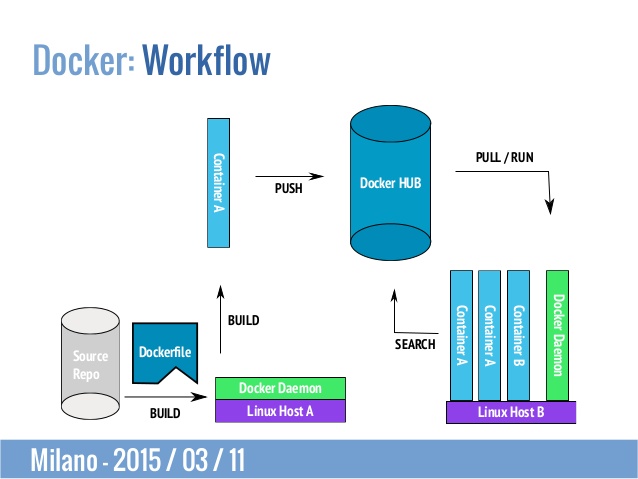 Docker: Workflow
Container A
PUSH
Docker HUB
PULL / RUN
Source
Repo
Dockerfile
BUILD
BUILD
Docker Daemon
Linux Host A
SEARCH
Container A
Container A
Container B
Docker Daemon
Linux Host B
Milano - 2015 / 03 / 11